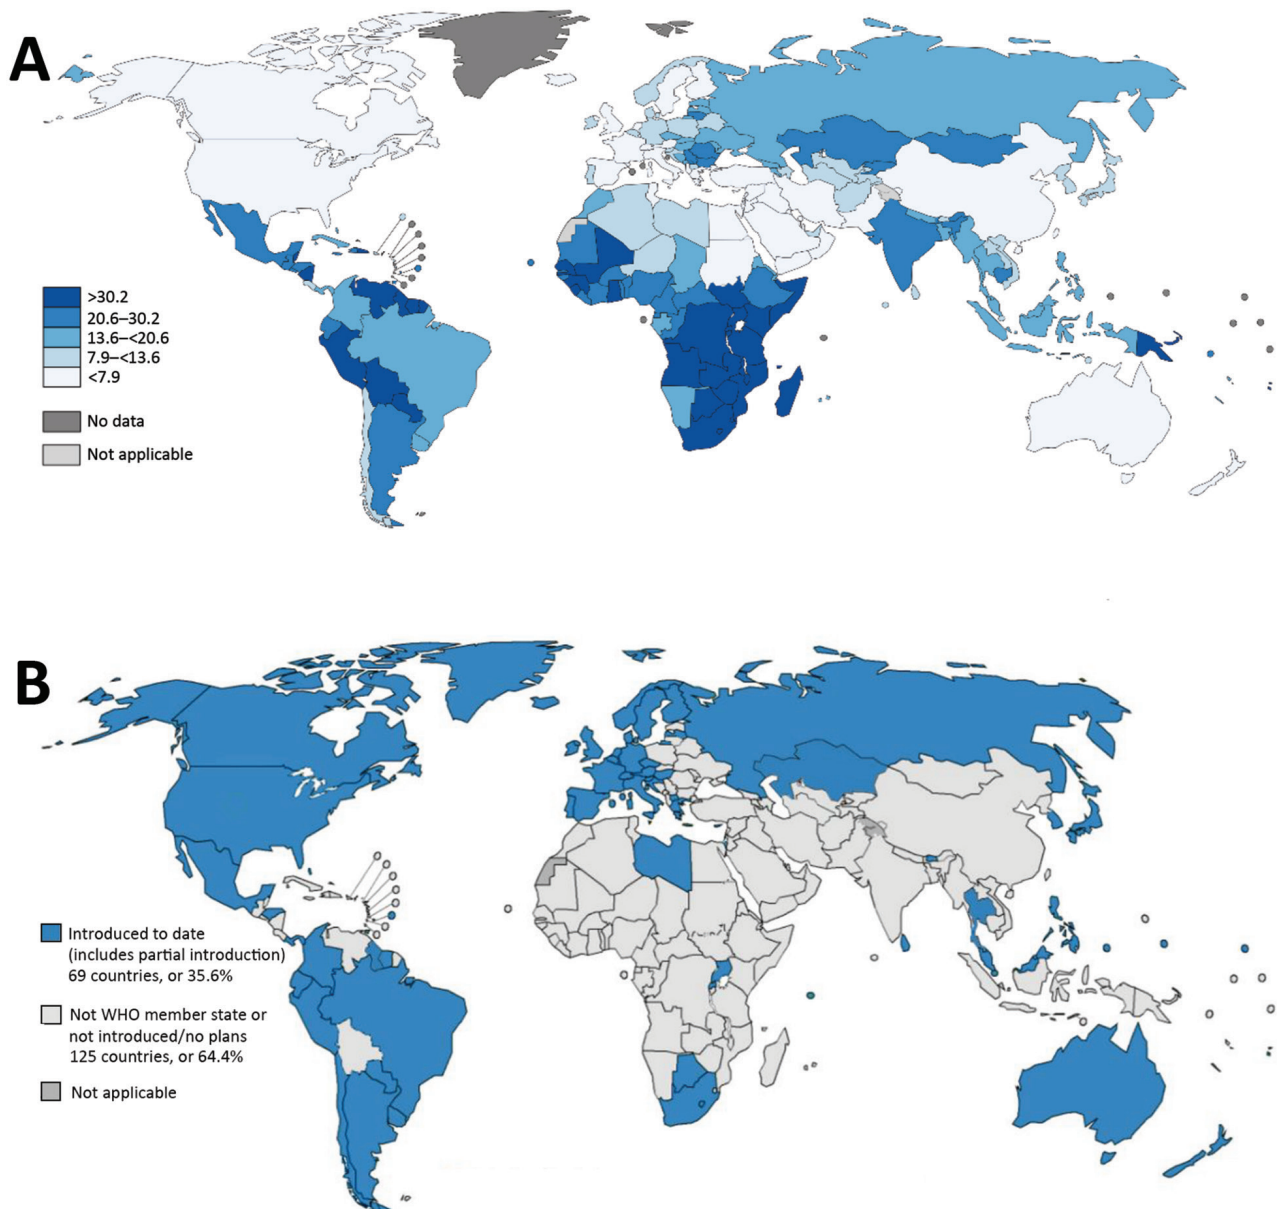 A
>30.2
20.6–30.2
13.6–<20.6
7.9–<13.6
<7.9
No data
Not applicable
B
Introduced to date
(includes partial introduction)
69 countries, or 35.6%
Not WHO member state or
not introduced/no plans
125 countries, or 64.4%
Not applicable